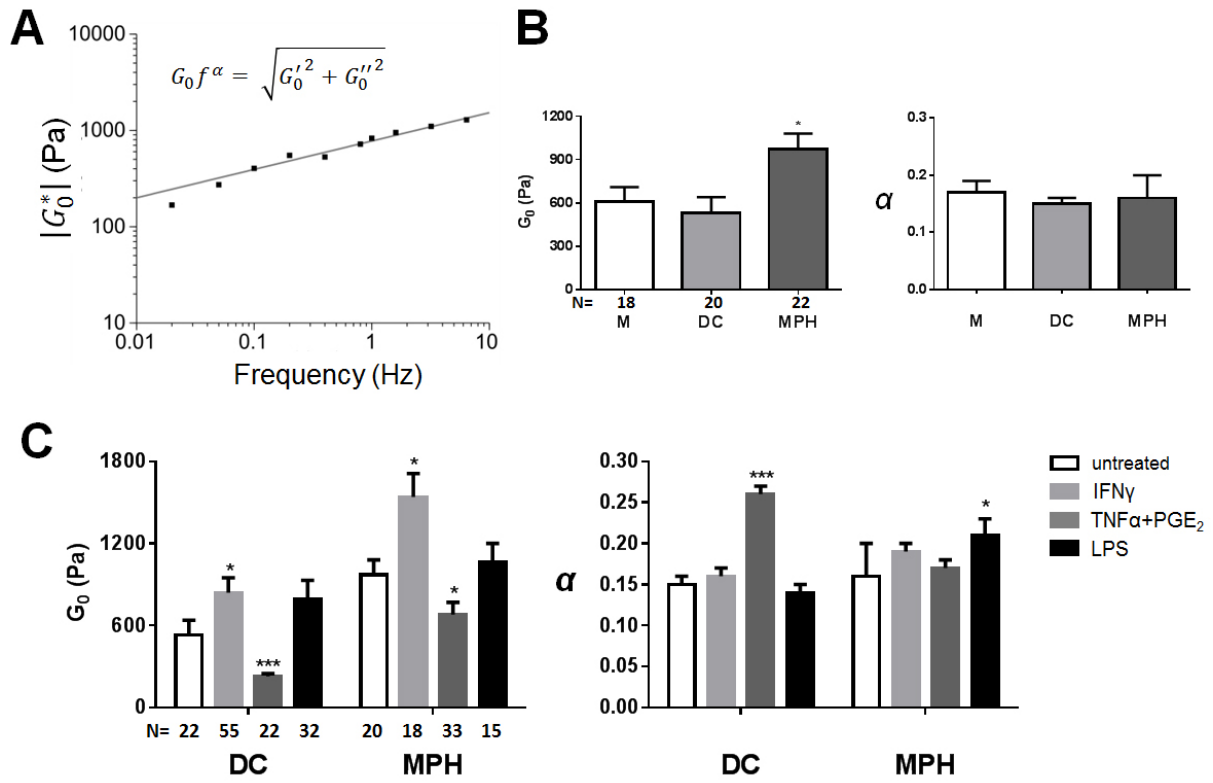 A
10000
1000
100
10
0.01
0.1
1
10
|G₀*| (Pa)
Frequency (Hz)
G₀f^α = √(G₀′² + G₀″²)
B
1200
900
600
300
0
G₀ (Pa)
*
N= 18 20 22
M DC MPH
0.3
0.2
0.1
0.0
α
M DC MPH
C
1800
1200
600
0
G₀ (Pa)
* *** * *
N= 22 55 22 32 20 18 33 15
DC MPH
0.30
0.25
0.20
0.15
0.10
0.05
0.00
α
*** *
DC MPH
untreated
IFNγ
TNFα+PGE₂
LPS